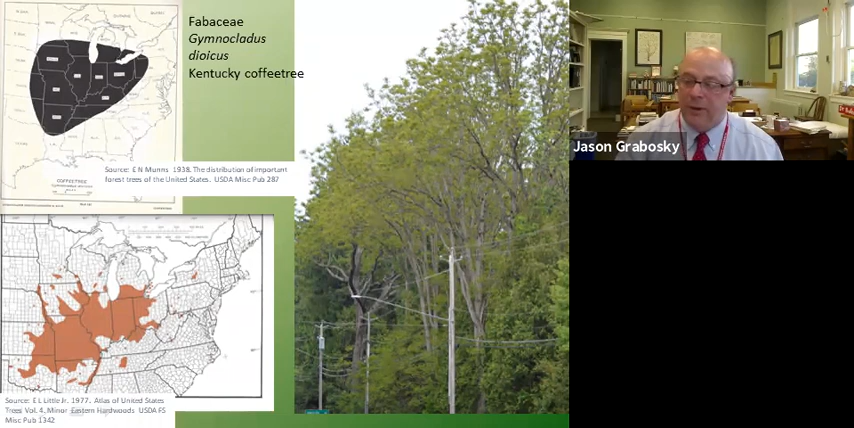 Fabaceae
Gymnocladus
dioicus
Kentucky coffeetree
Source: E N Munns 1938. The distribution of important
forest trees of the United States. USDA Misc Pub 287
COFFEETREE
Source: E L Little Jr. 1977. Atlas of United States
Trees Vol. 4. Minor Eastern Hardwoods USDA FS
Misc Pub 1342
Jason Grabosky